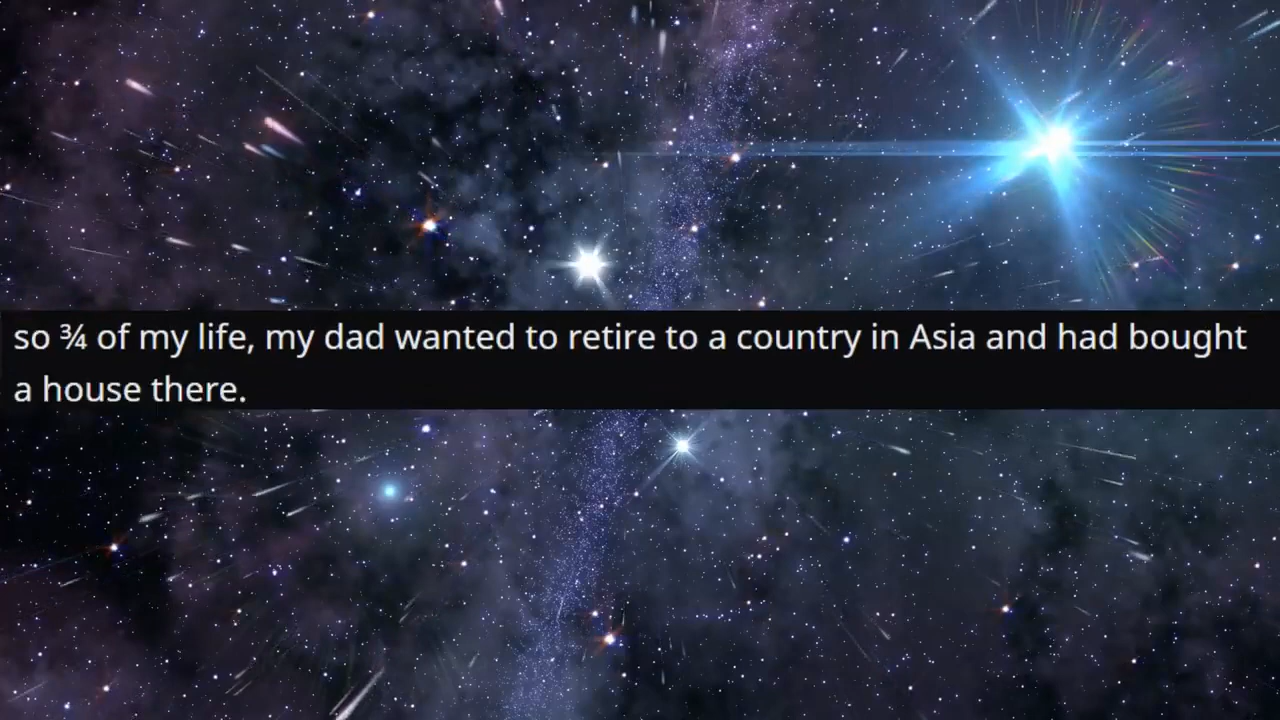 so ¾ of my life, my dad wanted to retire to a country in Asia and had bought
a house there.